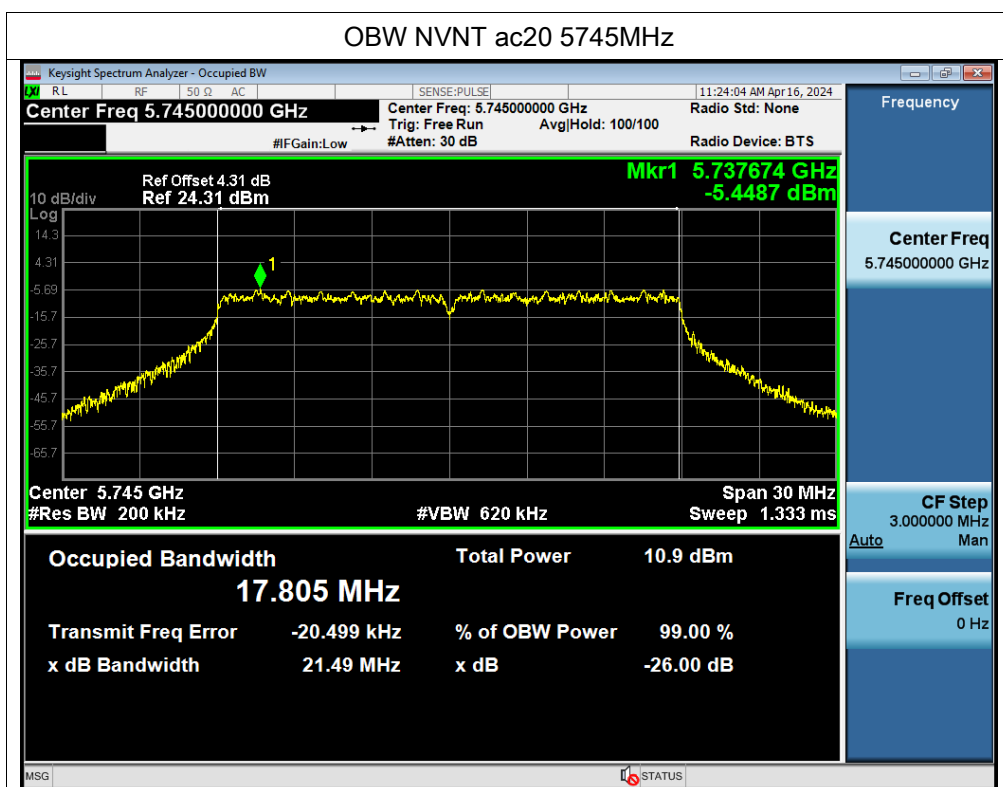 OBW NVNT ac20 5745MHz
Keysight Spectrum Analyzer - Occupied BW
LXI RL RF 50 Ω AC SENSE:PULSE 11:24:04 AM Apr 16, 2024
Center Freq 5.745000000 GHz
Center Freq: 5.745000000 GHz
Radio Std: None
Trig: Free Run Avg|Hold: 100/100
#IFGain:Low
#Atten: 30 dB
Radio Device: BTS
Mkr1 5.737674 GHz
-5.4487 dBm
Ref Offset 4.31 dB
10 dB/div Ref 24.31 dBm
Log
14.3
4.31
-5.69
-15.7
-25.7
-35.7
-45.7
-55.7
-65.7
1
Center 5.745 GHz Span 30 MHz
#Res BW 200 kHz #VBW 620 kHz Sweep 1.333 ms
Occupied Bandwidth Total Power 10.9 dBm
17.805 MHz
Transmit Freq Error -20.499 kHz % of OBW Power 99.00 %
x dB Bandwidth 21.49 MHz x dB -26.00 dB
Frequency
Center Freq
5.745000000 GHz
CF Step
3.000000 MHz
Auto Man
Freq Offset
0 Hz
MSG STATUS